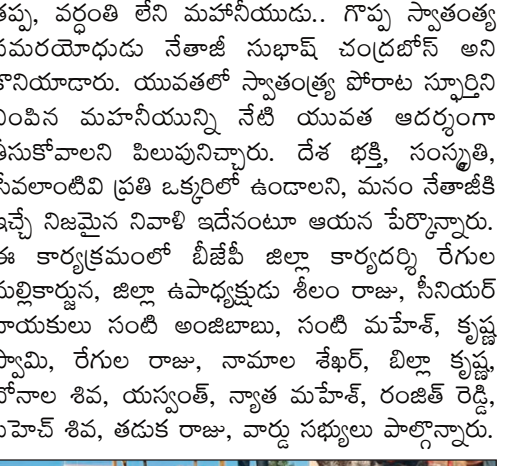 తప్ప, వర్ధంతి లేని మహనీయుడు.. గొప్ప స్వాతంత్య
సమరయోధుడు నేతాజీ సుభాష్ చంద్రబోస్ అని
కొనియాడారు. యువతలో స్వాతంత్ర్య పోరాట స్ఫూర్తిని
నింపిన మహనీయున్ని నేటి యువత ఆదర్శంగా
తీసుకోవాలని పిలుపునిచ్చారు. దేశ భక్తి, సంస్కృతి,
సేవలాంటివి ప్రతి ఒక్కరిలో ఉండాలని, మనం నేతాజీకి
ఇచ్చే నిజమైన నివాళి ఇదేనంటూ ఆయన పేర్కొన్నారు.
ఈ కార్యక్రమంలో బీజేపీ జిల్లా కార్యదర్శి రేగుల
మల్లికార్జున, జిల్లా ఉపాధ్యక్షుడు శీలం రాజు, సీనియర్
నాయకులు సంటి అంజిబాబు, సంటి మహేశ్, కృష్ణ
స్వామి, రేగుల రాజు, నామాల శేఖర్, బిల్లా కృష్ణ,
బోనాల శివ, యస్వంత్, న్యాత మహేశ్, రంజిత్ రెడ్డి,
మహెచ్ శివ, తడుక రాజు, వార్డు సభ్యులు పాల్గొన్నారు.